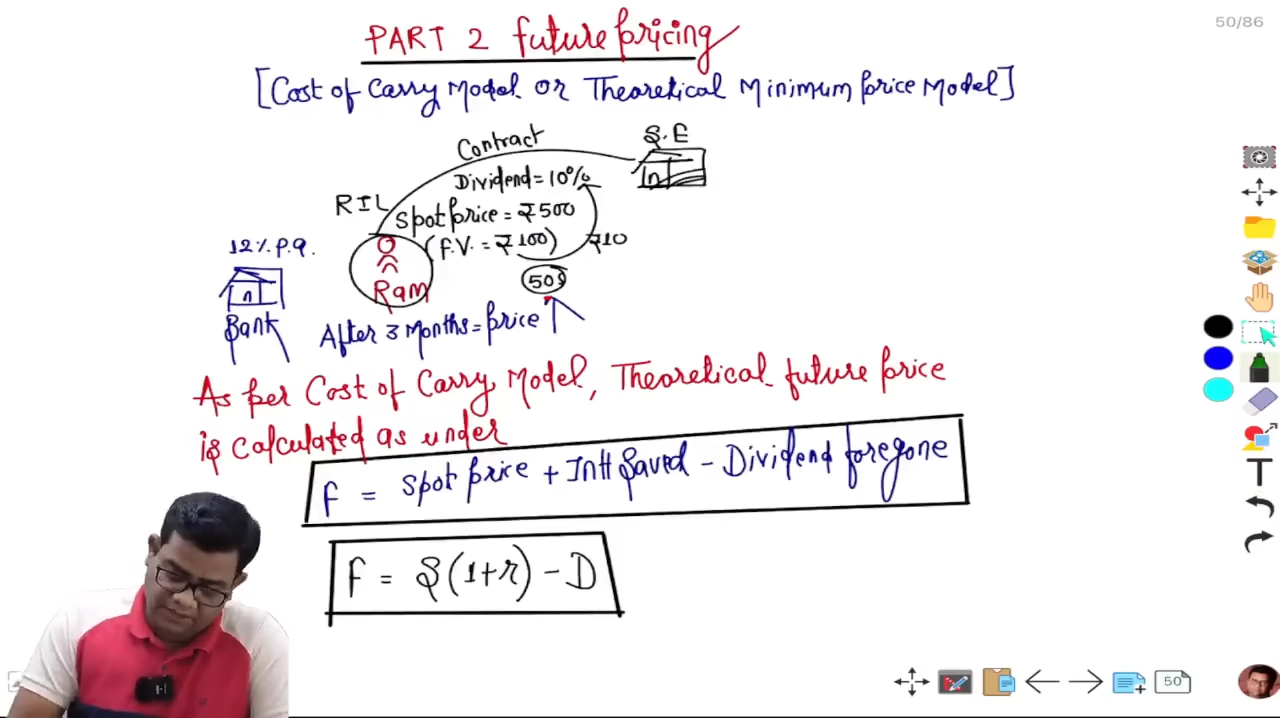 50/86
PART 2 future pricing
[Cost of Carry Model or Theoretical Minimum price Model]
Contract
S.E
Dividend = 10%
RIL
Spot price = ₹500
12% p.a.
(F.V. = ₹100)
₹10
Ram
505
Bank
After 3 Months = price ↑
As per Cost of Carry Model, Theoretical future price
is calculated as under
F = Spot price + Intt Saved - Dividend foregone
F = S(1+r) - D
50